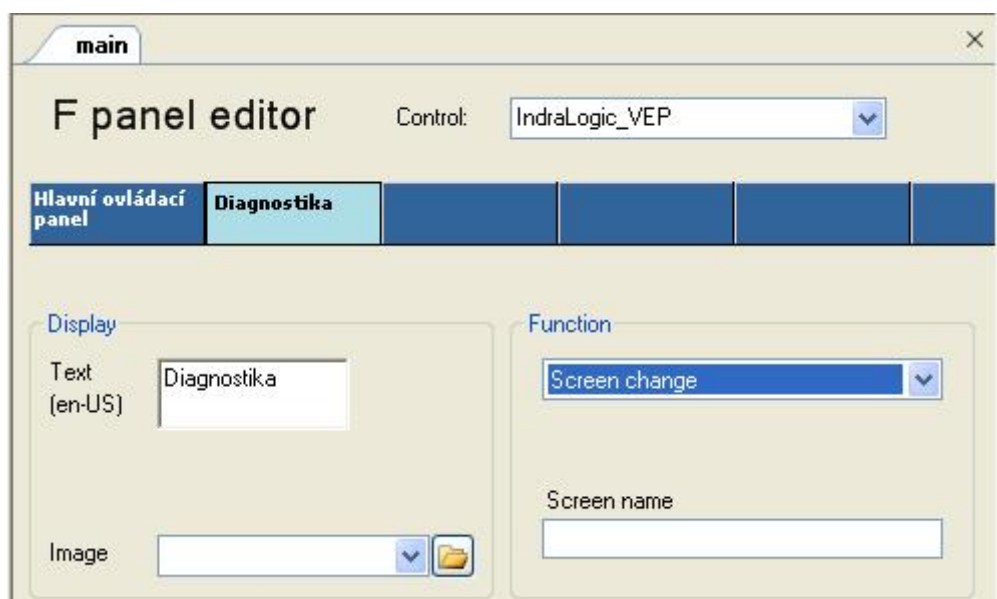 main
F panel editor
Control:
IndraLogic_VEP
Hlavní ovládací
panel
Diagnostika
Display
Text
(en-US)
Diagnostika
Image
Function
Screen change
Screen name